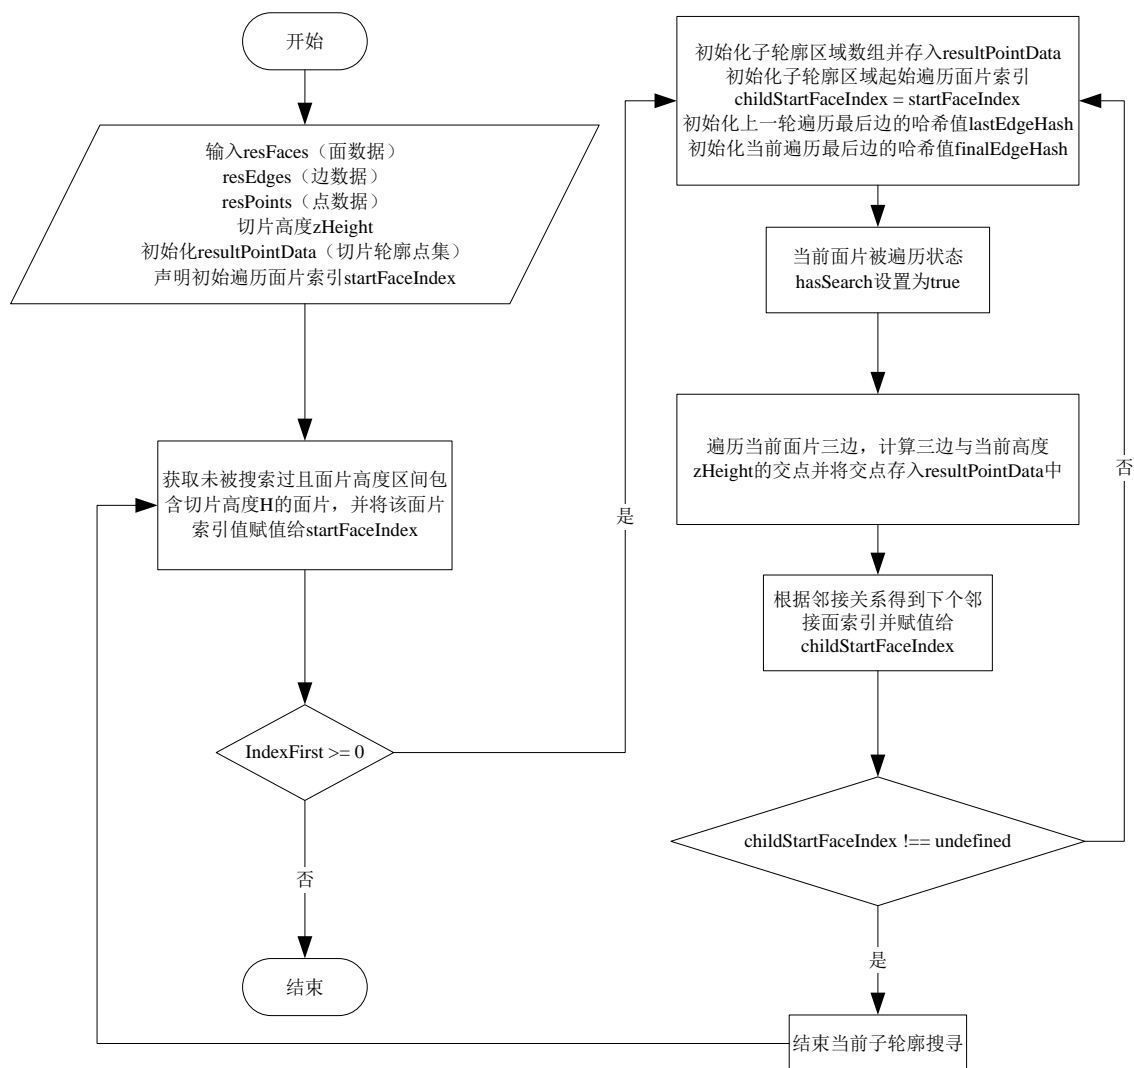 开始
输入resFaces（面数据）
resEdges（边数据）
resPoints（点数据）
切片高度zHeight
初始化resultPointData（切片轮廓点集）
声明初始遍历面片索引startFaceIndex
获取未被搜索过且面片高度区间包
含切片高度H的面片，并将该面片
索引值赋值给startFaceIndex
IndexFirst >= 0
是
否
结束
初始化子轮廓区域数组并存入resultPointData
初始化子轮廓区域起始遍历面片索引
childStartFaceIndex = startFaceIndex
初始化上一轮遍历最后边的哈希值lastEdgeHash
初始化当前遍历最后边的哈希值finalEdgeHash
当前面片被遍历状态
hasSearch设置为true
遍历当前面片三边，计算三边与当前高度
zHeight的交点并将交点存入resultPointData中
根据邻接关系得到下个邻
接面索引并赋值给
childStartFaceIndex
childStartFaceIndex !== undefined
否
是
结束当前子轮廓搜寻